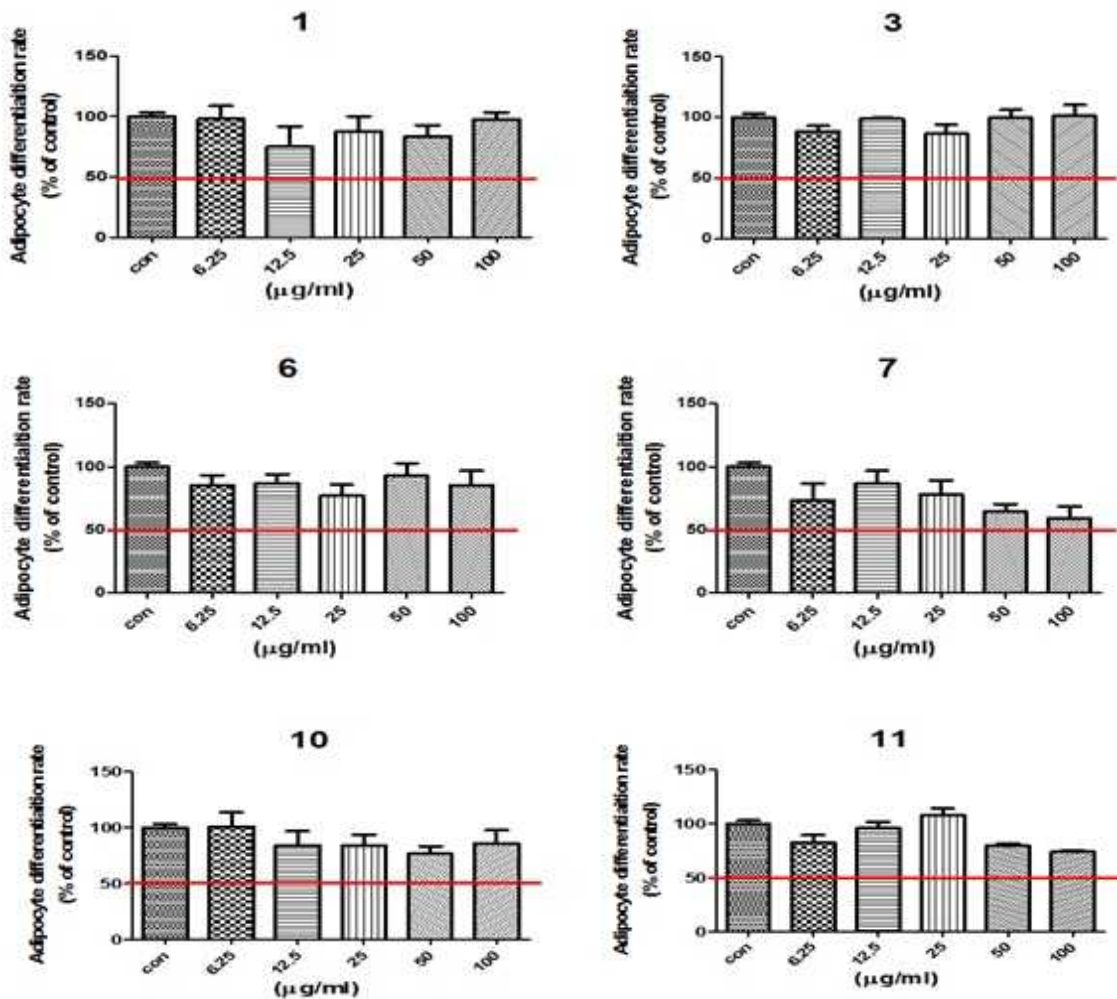 1
Adipocyte differentiaition rate
(% of control)
150
100
50
0
con
6.25
12.5
25
50
100
(μg/ml)
3
Adipocyte differentiaition rate
(% of control)
150
100
50
0
con
6.25
12.5
25
50
100
(μg/ml)
6
Adipocyte differentiaition rate
(% of control)
150
100
50
0
con
6.25
12.5
25
50
100
(μg/ml)
7
Adipocyte differentiaition rate
(% of control)
150
100
50
0
con
6.25
12.5
25
50
100
(μg/ml)
10
Adipocyte differentiaition rate
(% of control)
150
100
50
0
con
6.25
12.5
25
50
100
(μg/ml)
11
Adipocyte differentiaition rate
(% of control)
150
100
50
0
con
6.25
12.5
25
50
100
(μg/ml)